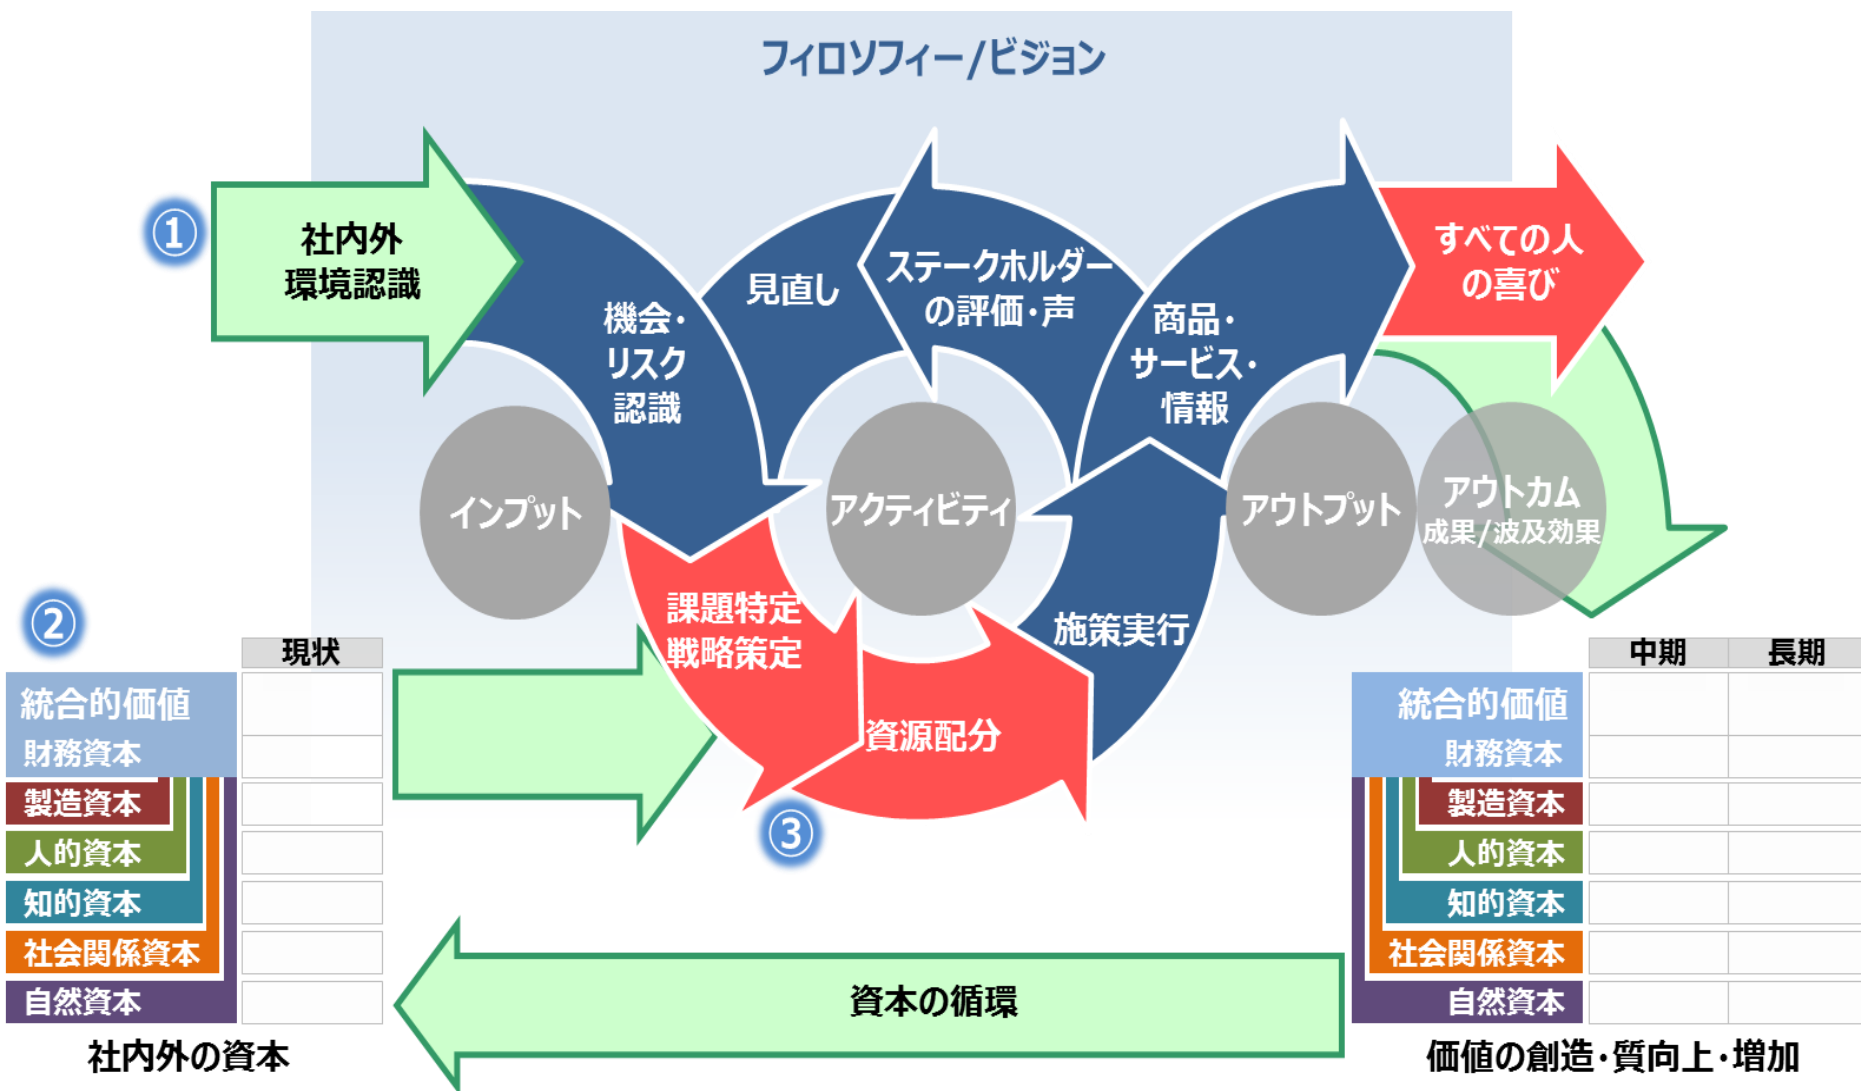 フィロソフィー/ビジョン
①
社内外
環境認識
機会・
リスク
認識
見直し
ステークホルダー
の評価・声
商品・
サービス・
情報
すべての人
の喜び
インプット
アクティビティ
アウトプット
アウトカム
成果/波及効果
課題特定
戦略策定
資源配分
施策実行
②
③
現状
統合的価値
財務資本
製造資本
人的資本
知的資本
社会関係資本
自然資本
社内外の資本
資本の循環
中期
長期
統合的価値
財務資本
製造資本
人的資本
知的資本
社会関係資本
自然資本
価値の創造・質向上・増加